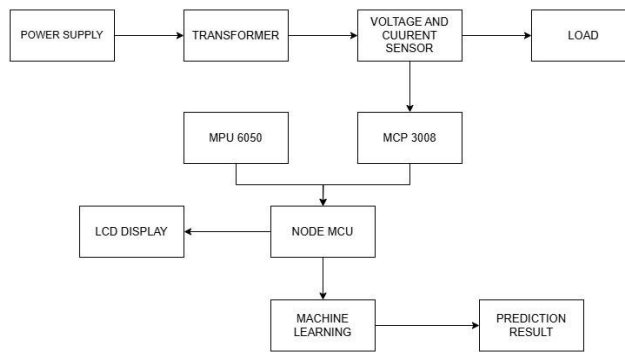 POWER SUPPLY
TRANSFORMER
VOLTAGE AND
CUURENT
SENSOR
LOAD
MPU 6050
MCP 3008
LCD DISPLAY
NODE MCU
MACHINE
LEARNING
PREDICTION
RESULT